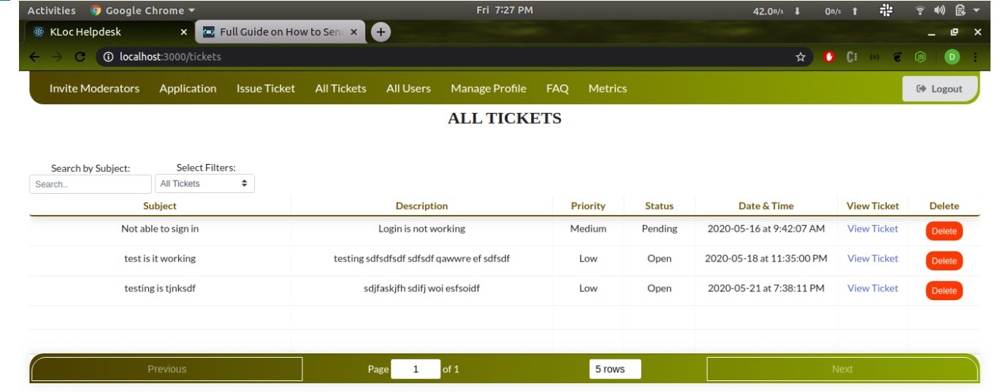 Activities Google Chrome Fri 7:27 PM 42.0B/s 0B/s
KLoc Helpdesk × Full Guide on How to Senc × +
localhost:3000/tickets D
Invite Moderators Application Issue Ticket All Tickets All Users Manage Profile FAQ Metrics Logout
ALL TICKETS
Search by Subject: Select Filters:
Search.. All Tickets
Subject Description Priority Status Date & Time View Ticket Delete
Not able to sign in Login is not working Medium Pending 2020-05-16 at 9:42:07 AM View Ticket Delete
test is it working testing sdfsdfsdf sdfsdf qawwre ef sdfsdf Low Open 2020-05-18 at 11:35:00 PM View Ticket Delete
testing is tjnksdf sdjfaskjfh sdifj woi esfsoidf Low Open 2020-05-21 at 7:38:11 PM View Ticket Delete
Previous Page 1 of 1 5 rows Next